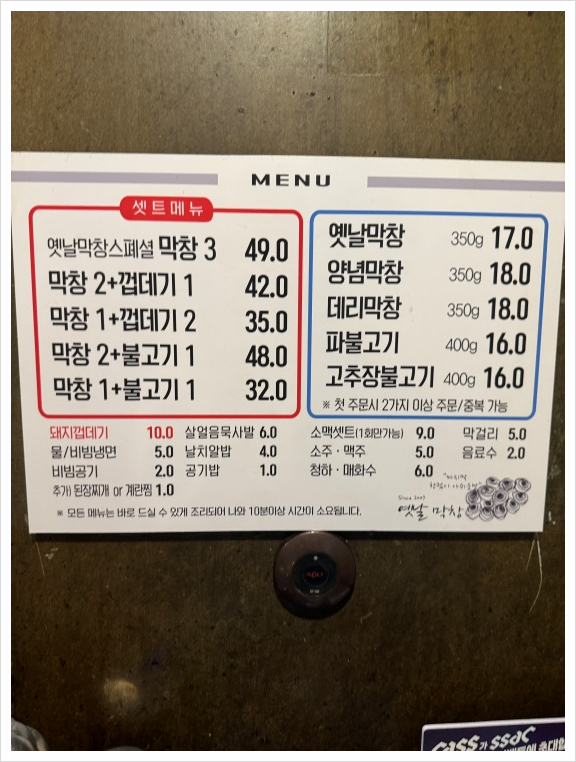 MENU
셋트메뉴
옛날막창스페셜 막창 3 49.0
막창 2+껍데기 1 42.0
막창 1+껍데기 2 35.0
막창 2+불고기 1 48.0
막창 1+불고기 1 32.0
옛날막창 350g 17.0
양념막창 350g 18.0
데리막창 350g 18.0
파불고기 400g 16.0
고추장불고기 400g 16.0
※ 첫 주문시 2가지 이상 주문/중복 가능
돼지껍데기 10.0
물/비빔냉면 5.0
비빔공기 2.0
추가) 된장찌개 or 계란찜 1.0
살얼음묵사발 6.0
날치알밥 4.0
공기밥 1.0
소맥셋트(1회만가능) 9.0
소주·맥주 5.0
청하·매화수 6.0
막걸리 5.0
음료수 2.0
※ 모든 메뉴는 바로 드실 수 있게 조리되어 나와 10분이상 시간이 소요됩니다.
Since 2007
옛날 막창
cass가 ssac